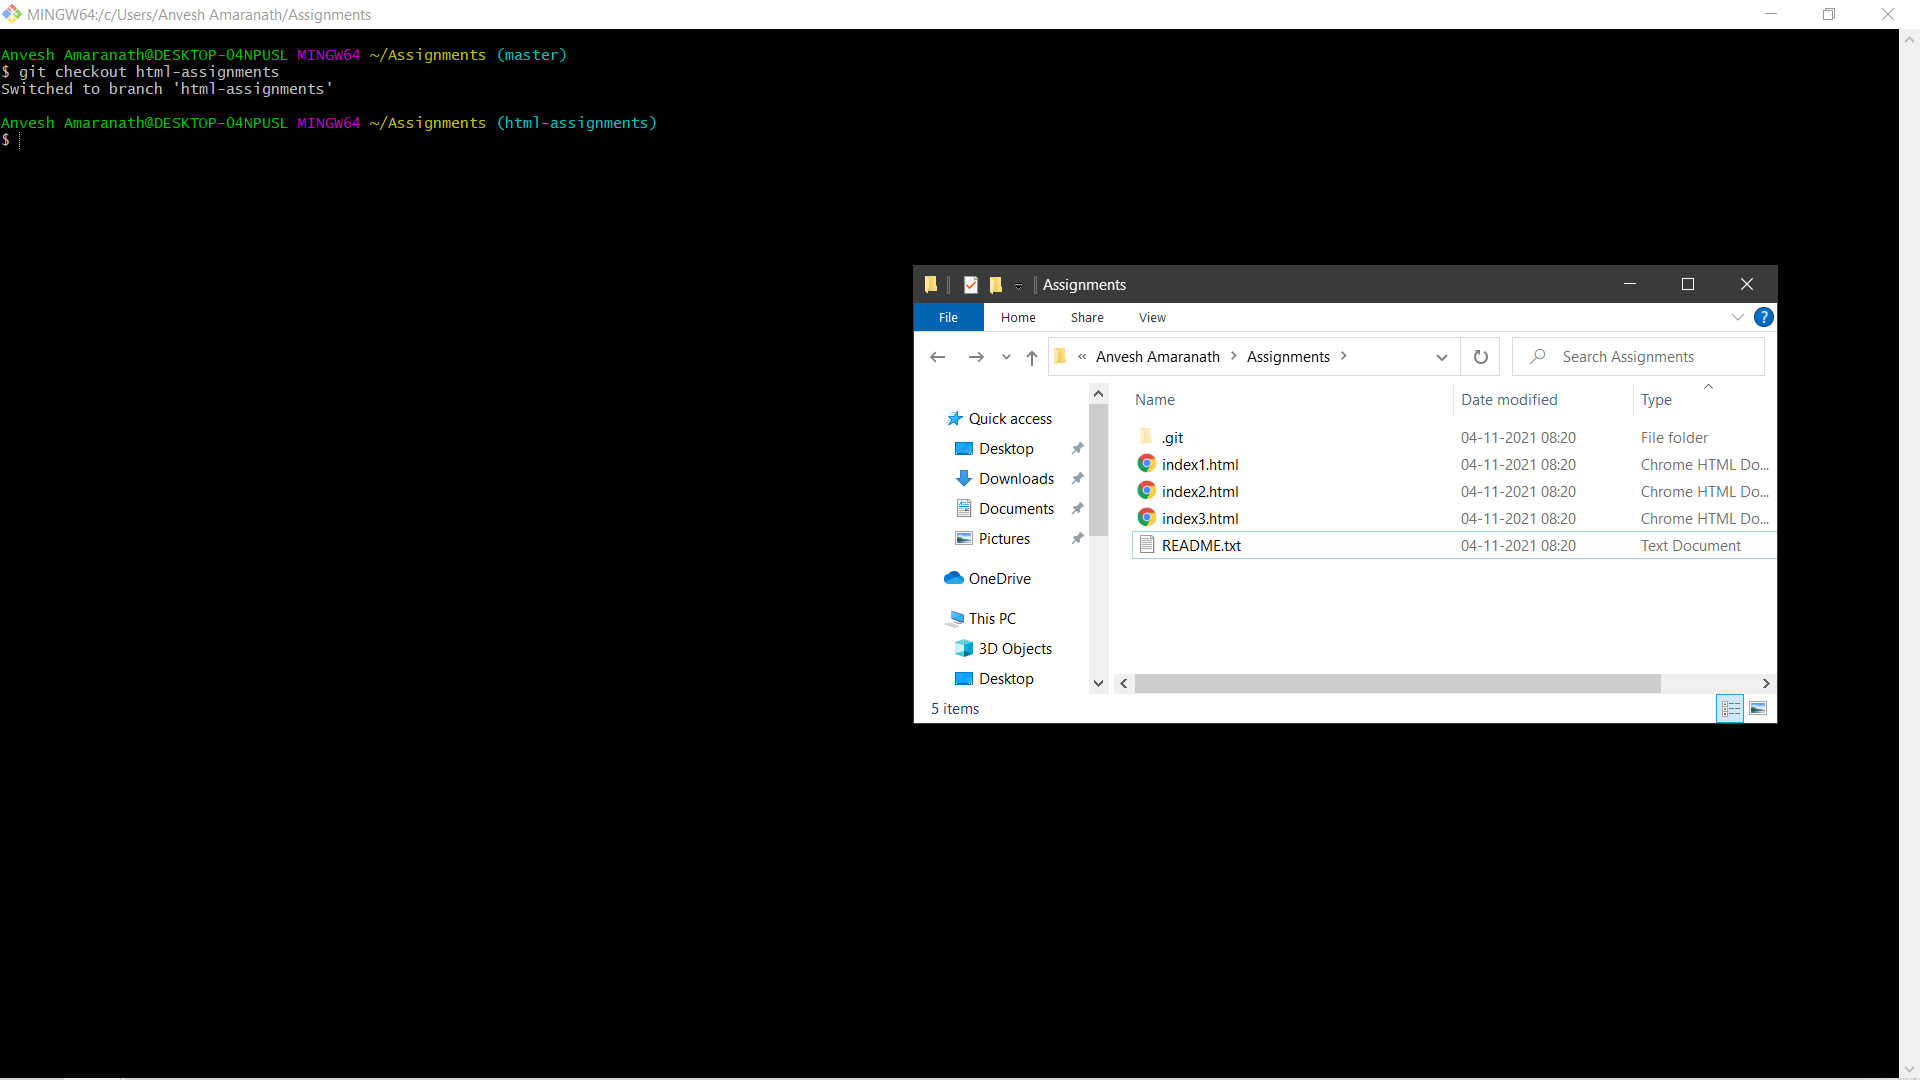 MINGW64:/c/Users/Anvesh Amaranath/Assignments
Anvesh Amaranath@DESKTOP-O4NPUSL MINGW64 ~/Assignments (master)
$ git checkout html-assignments
Switched to branch 'html-assignments'
Anvesh Amaranath@DESKTOP-O4NPUSL MINGW64 ~/Assignments (html-assignments)
$
Assignments
File Home Share View ?
« Anvesh Amaranath > Assignments > Search Assignments
Name Date modified Type
Quick access
Desktop
Downloads
Documents
Pictures
OneDrive
This PC
3D Objects
Desktop
.git 04-11-2021 08:20 File folder
index1.html 04-11-2021 08:20 Chrome HTML Do...
index2.html 04-11-2021 08:20 Chrome HTML Do...
index3.html 04-11-2021 08:20 Chrome HTML Do...
README.txt 04-11-2021 08:20 Text Document
5 items